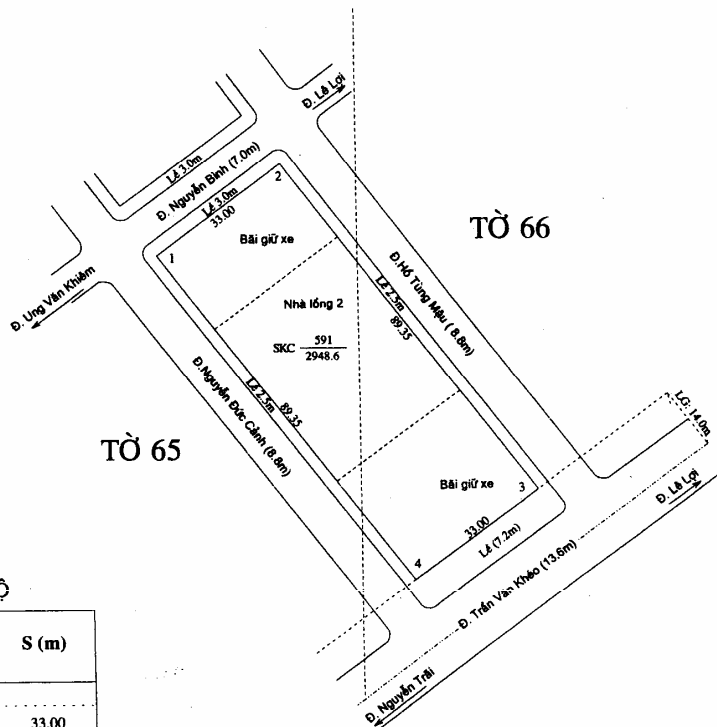 Đ. Lê Lợi
Lề 3.0m
Đ. Nguyễn Bính (7.0m)
Lề 3.0m
33.00
2
1
Bãi giữ xe
TỜ 66
Đ. Ung Văn Khiêm
Nhà lồng 2
SKC 591
2948.6
Đ.Hồ Tùng Mậu ( 8.8m)
Lề 2.5m
89.35
Đ.Nguyễn Đức Cảnh (8.8m)
Lề 2.5m
89.35
TỜ 65
LG: 14.0m
Bãi giữ xe
3
Đ. Lê Lợi
33.00
4
Lề (7.2m)
Đ. Trần Văn Khéo (13.6m)
S (m)
33.00
Đ. Nguyễn Trãi